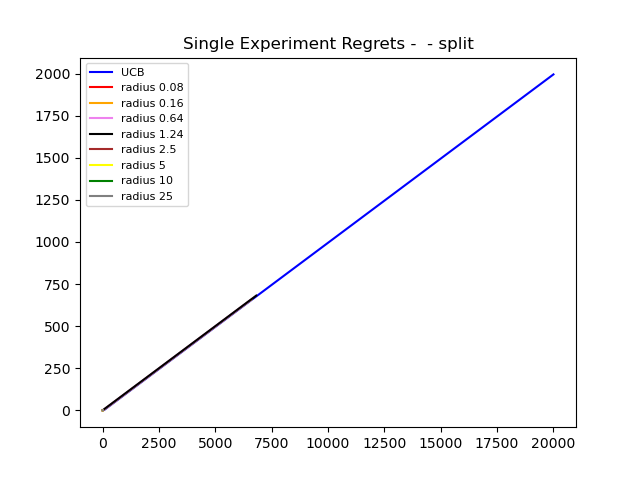 Single Experiment Regrets -  - split
UCB
radius 0.08
radius 0.16
radius 0.64
radius 1.24
radius 2.5
radius 5
radius 10
radius 25
2000
1750
1500
1250
1000
750
500
250
0
0 2500 5000 7500 10000 12500 15000 17500 20000